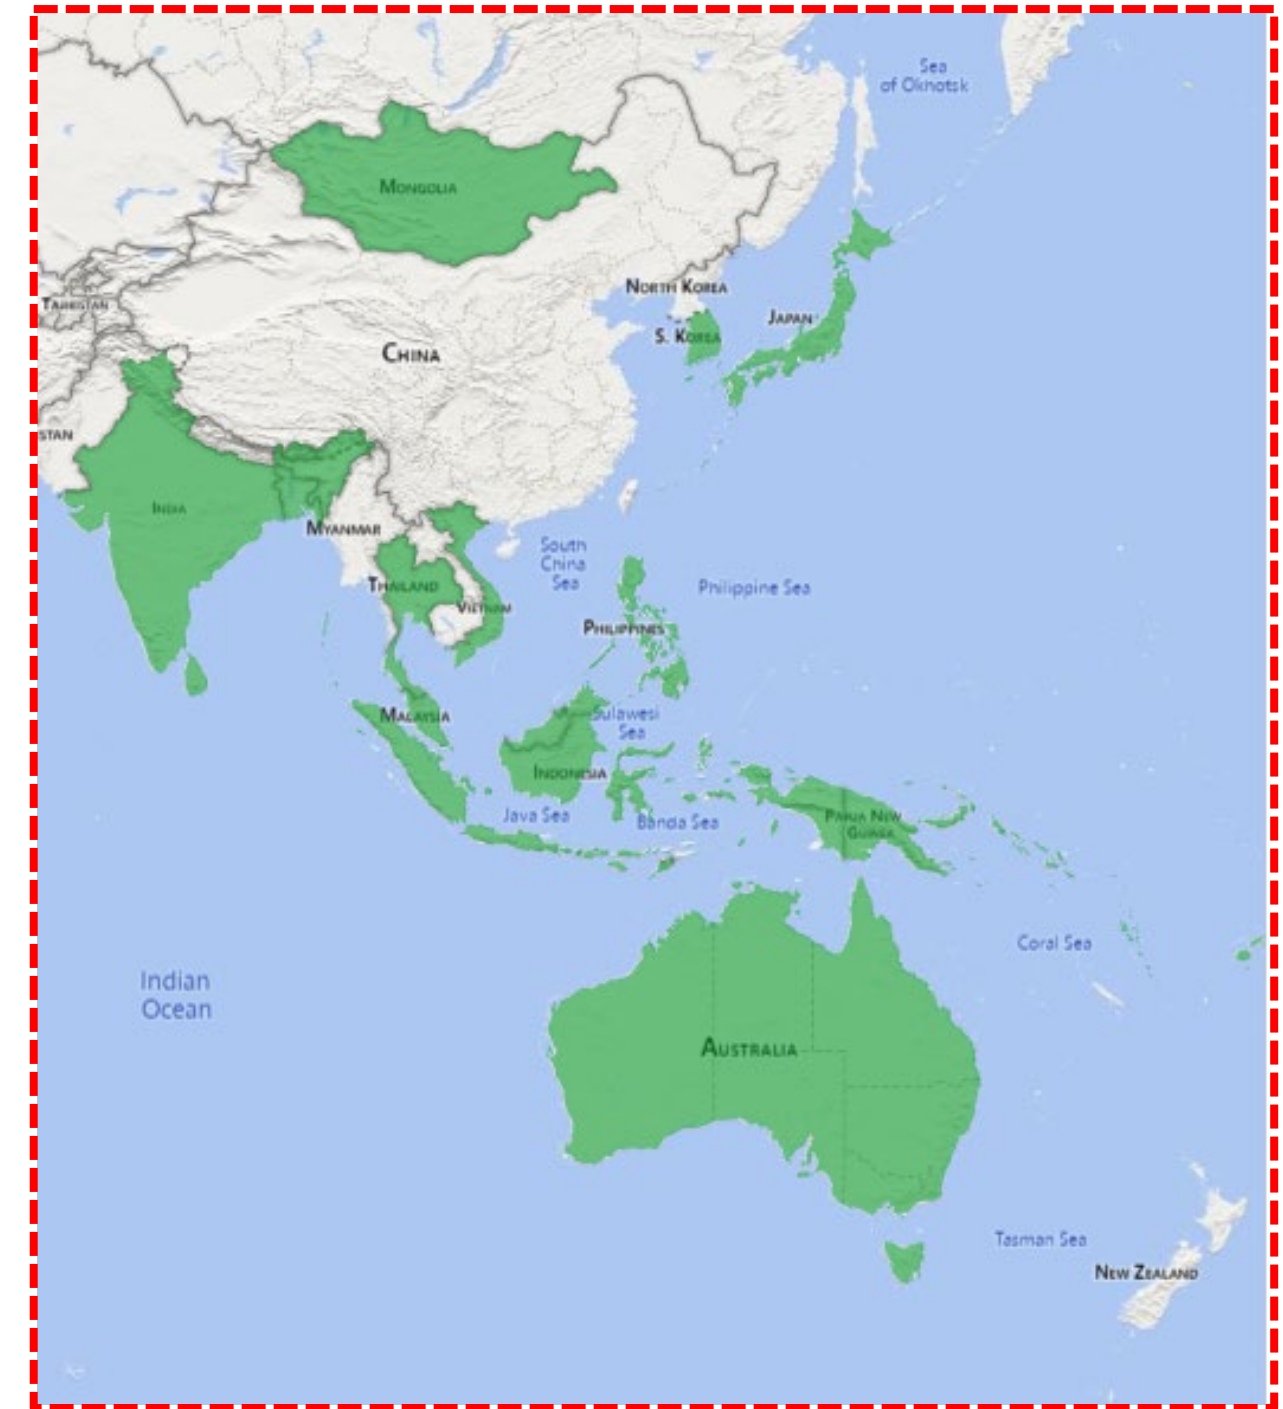 Sea
of Okhotsk
MONGOLIA
NORTH KOREA
TAJIKISTAN
JAPAN
S. KOREA
CHINA
STAN
INDIA
MYANMAR
South
China
Sea
THAILAND
Philippine Sea
VIETNAM
PHILIPPINES
MALAYSIA
Sulawesi
Sea
INDONESIA
Java Sea
Banda Sea
PAPUA NEW
GUINEA
Coral Sea
Indian
Ocean
AUSTRALIA
Tasman Sea
NEW ZEALAND